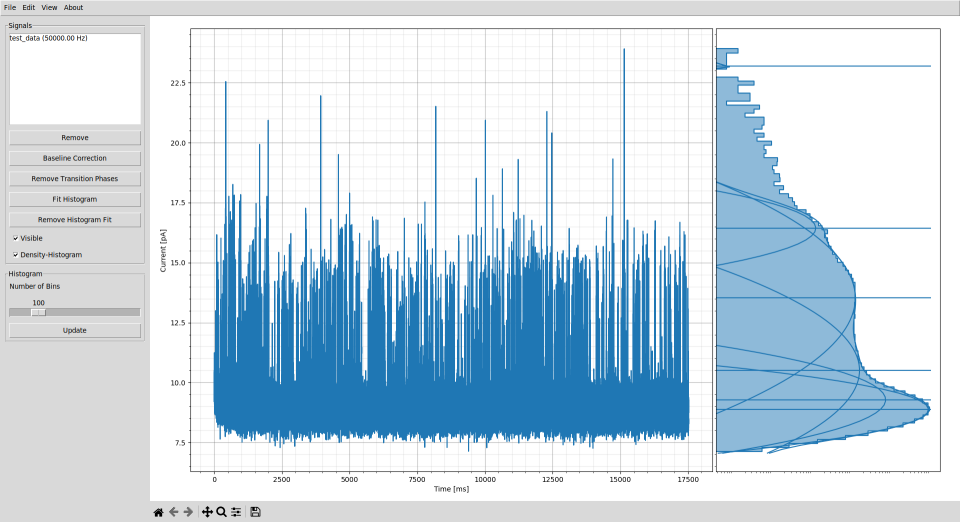 File Edit View About
Signals
test_data (50000.00 Hz)
Remove
Baseline Correction
Remove Transition Phases
Fit Histogram
Remove Histogram Fit
Visible
Density-Histogram
Histogram
Number of Bins
100
Update
Current [pA]
22.5
20.0
17.5
15.0
12.5
10.0
7.5
0 2500 5000 7500 10000 12500 15000 17500
Time [ms]